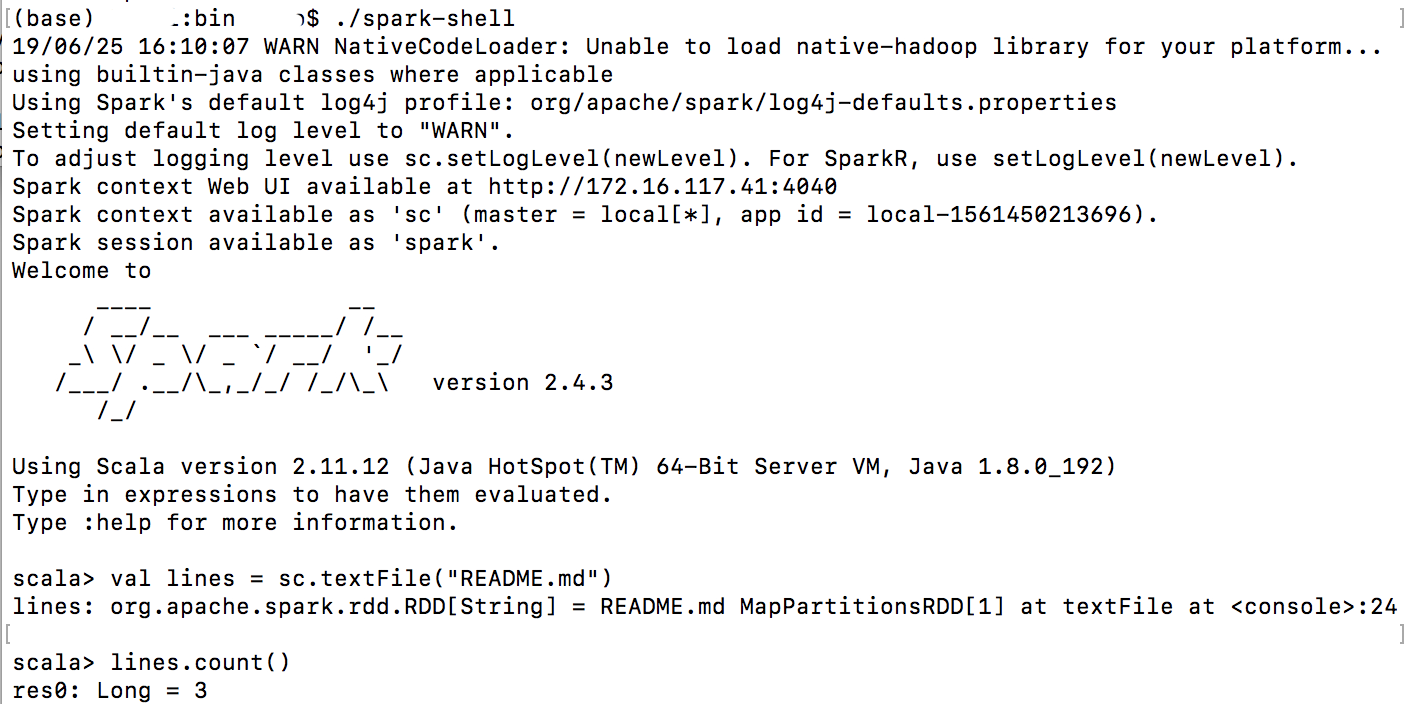 (base) :bin $ ./spark-shell
19/06/25 16:10:07 WARN NativeCodeLoader: Unable to load native-hadoop library for your platform...
using builtin-java classes where applicable
Using Spark's default log4j profile: org/apache/spark/log4j-defaults.properties
Setting default log level to "WARN".
To adjust logging level use sc.setLogLevel(newLevel). For SparkR, use setLogLevel(newLevel).
Spark context Web UI available at http://172.16.117.41:4040
Spark context available as 'sc' (master = local[*], app id = local-1561450213696).
Spark session available as 'spark'.
Welcome to
      ____              __
     / __/__  ___ _____/ /__
    _\ \/ _ \/ _ `/ __/  '_/
   /___/ .__/\_,_/_/ /_/\_\   version 2.4.3
      /_/
Using Scala version 2.11.12 (Java HotSpot(TM) 64-Bit Server VM, Java 1.8.0_192)
Type in expressions to have them evaluated.
Type :help for more information.
scala> val lines = sc.textFile("README.md")
lines: org.apache.spark.rdd.RDD[String] = README.md MapPartitionsRDD[1] at textFile at <console>:24
scala> lines.count()
res0: Long = 3